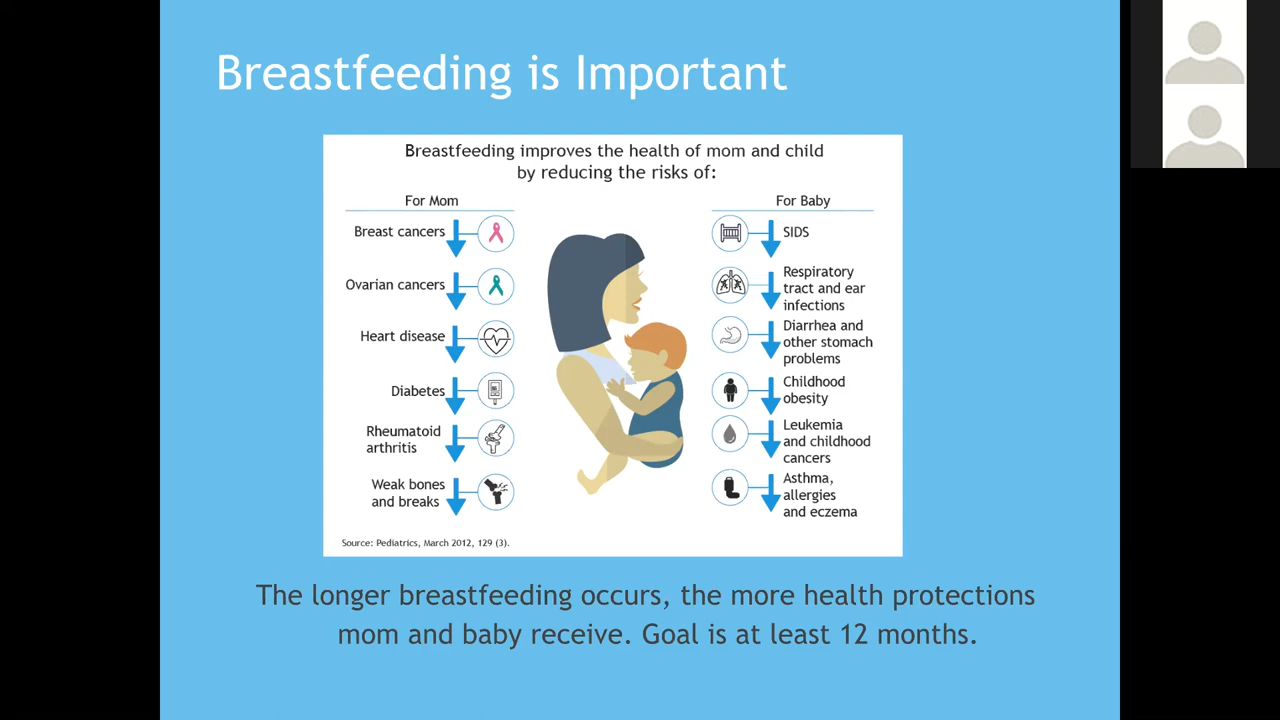 Breastfeeding is Important
Breastfeeding improves the health of mom and child
by reducing the risks of:
For Mom
Breast cancers
Ovarian cancers
Heart disease
Diabetes
Rheumatoid
arthritis
Weak bones
and breaks
For Baby
SIDS
Respiratory
tract and ear
infections
Diarrhea and
other stomach
problems
Childhood
obesity
Leukemia
and childhood
cancers
Asthma,
allergies
and eczema
Source: Pediatrics, March 2012, 129 (3).
The longer breastfeeding occurs, the more health protections
mom and baby receive. Goal is at least 12 months.